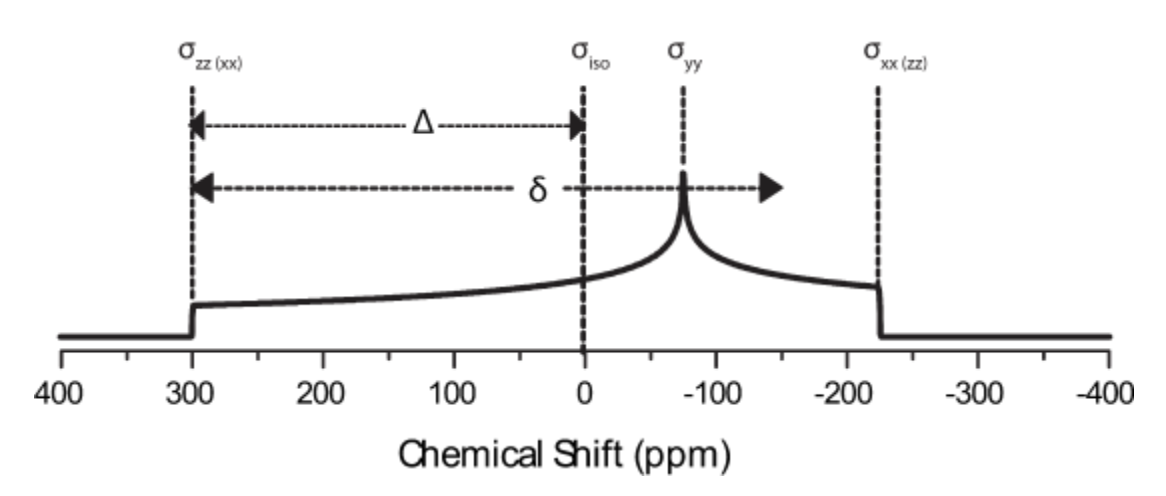 σzz (xx) σiso σyy σxx (zz)
Δ
δ
400 300 200 100 0 -100 -200 -300 -400
Chemical Shift (ppm)